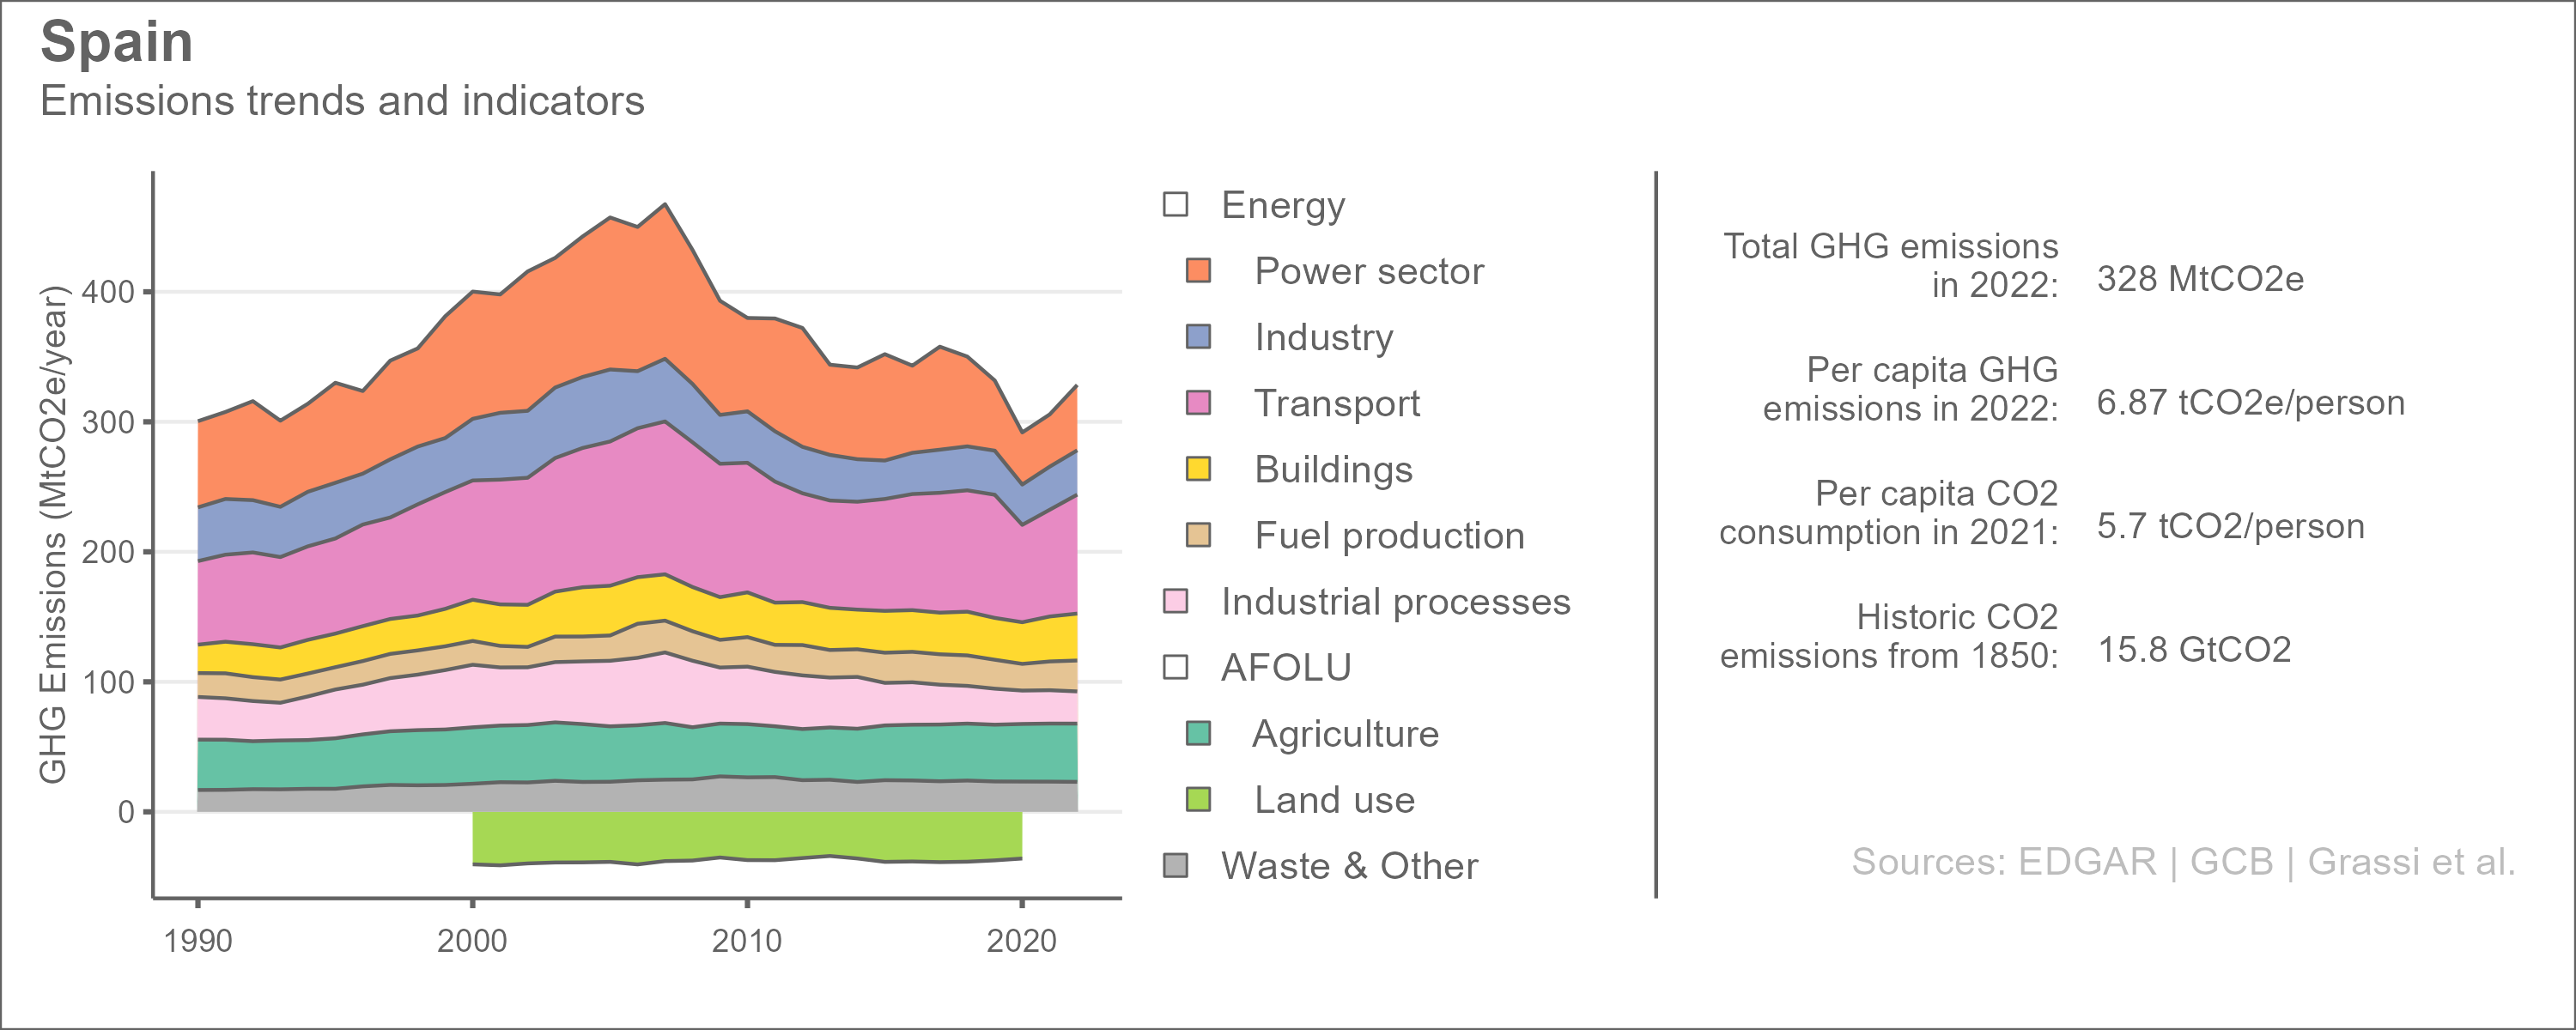 Spain
Emissions trends and indicators
GHG Emissions (MtCO2e/year)
400
300
200
100
0
1990
2000
2010
2020
Energy
Power sector
Industry
Transport
Buildings
Fuel production
Industrial processes
AFOLU
Agriculture
Land use
Waste & Other
Total GHG emissions
in 2022:
328 MtCO2e
Per capita GHG
emissions in 2022:
6.87 tCO2e/person
Per capita CO2
consumption in 2021:
5.7 tCO2/person
Historic CO2
emissions from 1850:
15.8 GtCO2
Sources: EDGAR | GCB | Grassi et al.